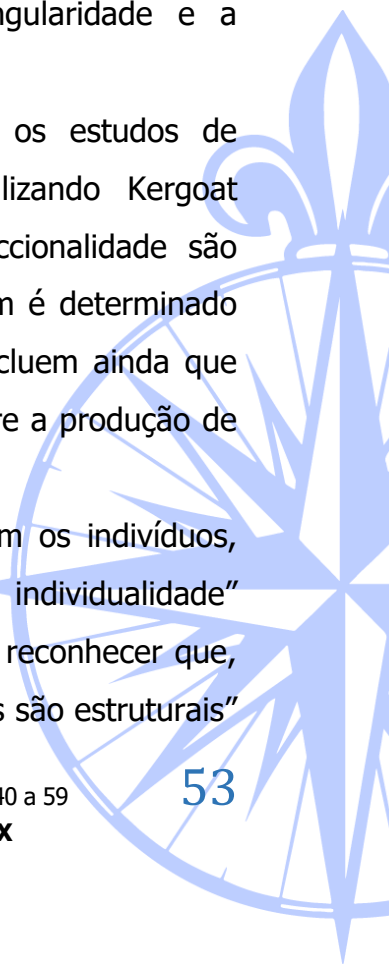 ngularidade e a
os estudos de
lizando Kergoat
ccionalidade são
m é determinado
cluem ainda que
re a produção de
m os indivíduos,
individualidade”
reconhecer que,
s são estruturais”
40 a 59
53
x